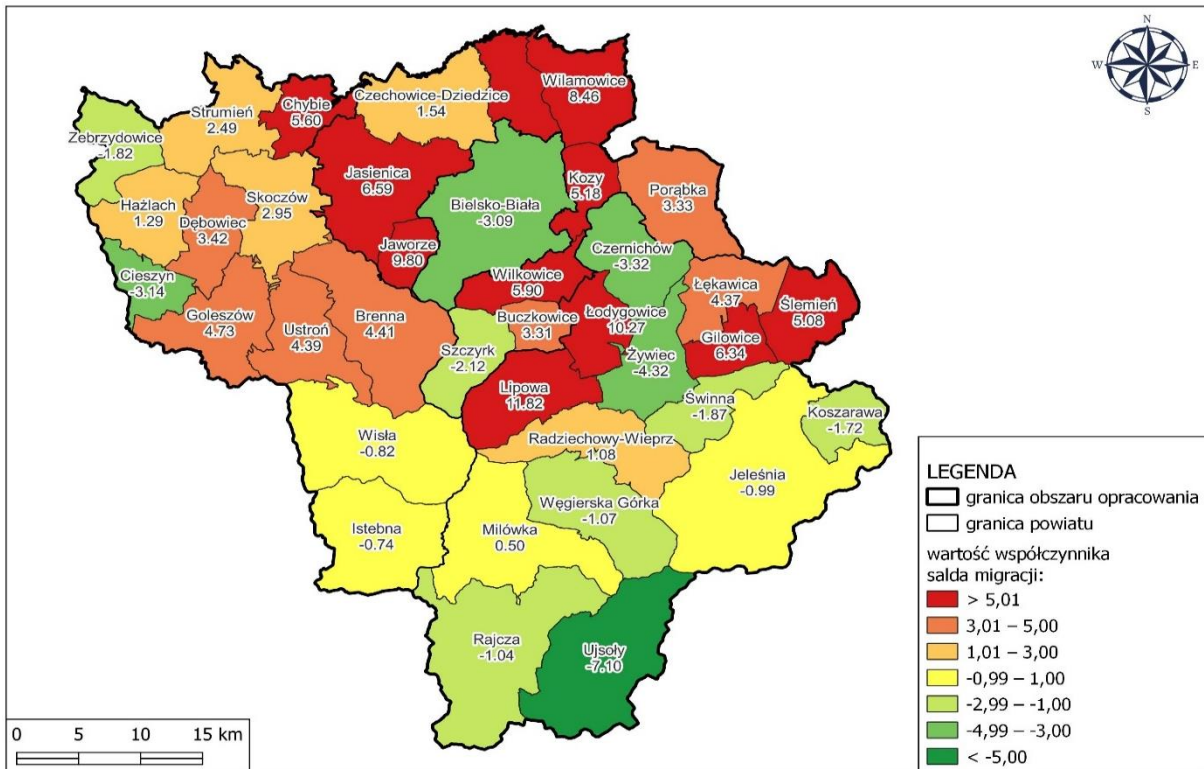 N
W
E
S
Wilamowice
8.46
Czechowice-Dziedzice
1.54
Chybie
5.60
Strumień
2.49
Zebrzydowice
-1.82
Jasienica
6.59
Kozy
5.18
Porąbka
3.33
Skoczów
2.95
Hażlach
1.29
Dębowiec
3.42
Bielsko-Biała
-3.09
Jaworze
9.80
Czernichów
-3.32
Cieszyn
-3.14
Wilkowice
5.90
Łękawica
4.37
Ślemień
5.08
Goleszów
4.73
Ustroń
4.39
Brenna
4.41
Buczkowice
3.31
Łodygowice
10.27
Gilowice
6.34
Szczyrk
-2.12
Żywiec
-4.32
Lipowa
11.82
Świnna
-1.87
Koszarawa
-1.72
Wisła
-0.82
Radziechowy-Wieprz
1.08
Jeleśnia
-0.99
Węgierska Górka
-1.07
Istebna
-0.74
Milówka
0.50
Rajcza
-1.04
Ujsoły
-7.10
LEGENDA
granica obszaru opracowania
granica powiatu
wartość współczynnika
salda migracji:
> 5,01
3,01 – 5,00
1,01 – 3,00
-0,99 – 1,00
-2,99 – -1,00
-4,99 – -3,00
< -5,00
0 5 10 15 km